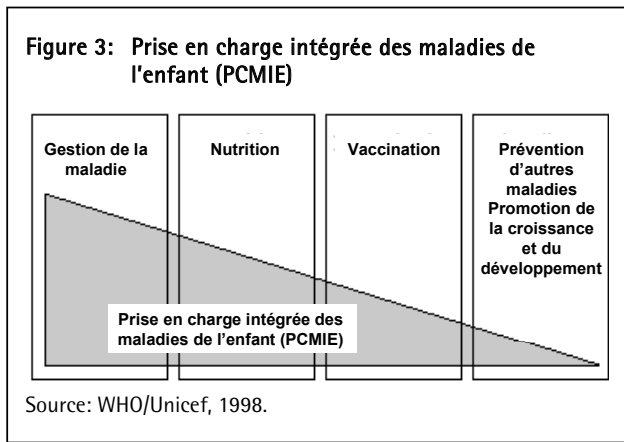 Figure 3: Prise en charge intégrée des maladies de
l'enfant (PCMIE)
Gestion de la
maladie
Nutrition
Vaccination
Prévention
d'autres
maladies
Promotion de
la croissance
et du
développement
Prise en charge intégrée des
maladies de l'enfant (PCMIE)
Source: WHO/Unicef, 1998.